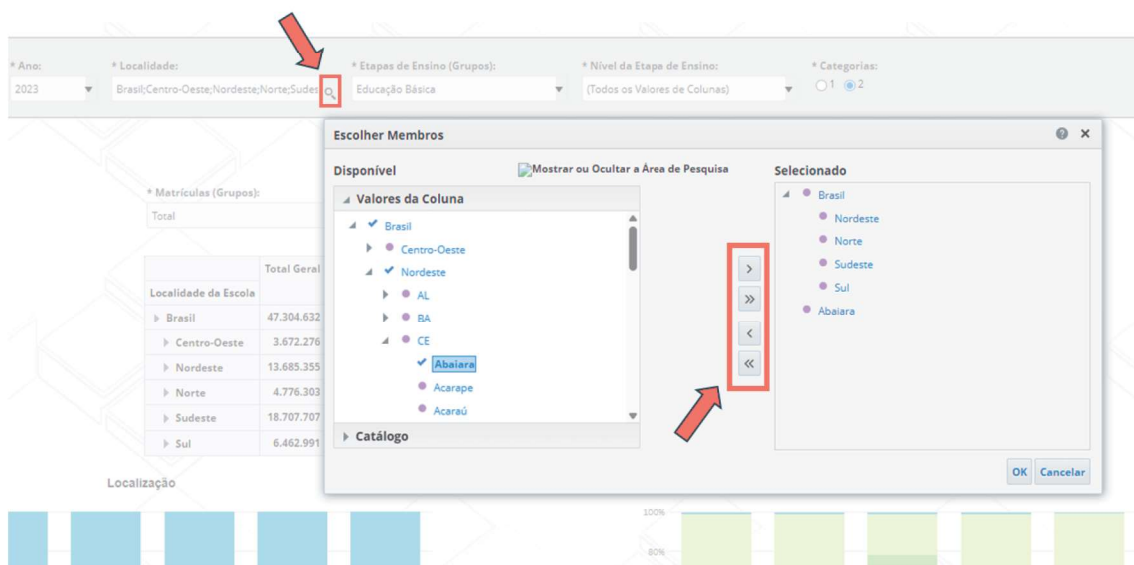 * Ano:
* Localidade:
* Etapas de Ensino (Grupos):
* Nível da Etapa de Ensino:
* Categorias:
2023
Brasil;Centro-Oeste;Nordeste;Norte;Sudes
Educação Básica
(Todos os Valores de Colunas)
1
2
Escolher Membros
Disponível
Mostrar ou Ocultar a Área de Pesquisa
Selecionado
Valores da Coluna
Brasil
Centro-Oeste
Nordeste
AL
BA
CE
Abaiara
Acarape
Acaraú
Catálogo
Brasil
Nordeste
Norte
Sudeste
Sul
Abaiara
OK
Cancelar
* Matrículas (Grupos):
Total
Total Geral
Localidade da Escola
Brasil 47.304.632
Centro-Oeste 3.672.276
Nordeste 13.685.355
Norte 4.776.303
Sudeste 18.707.707
Sul 6.462.991
Localização
100%
80%